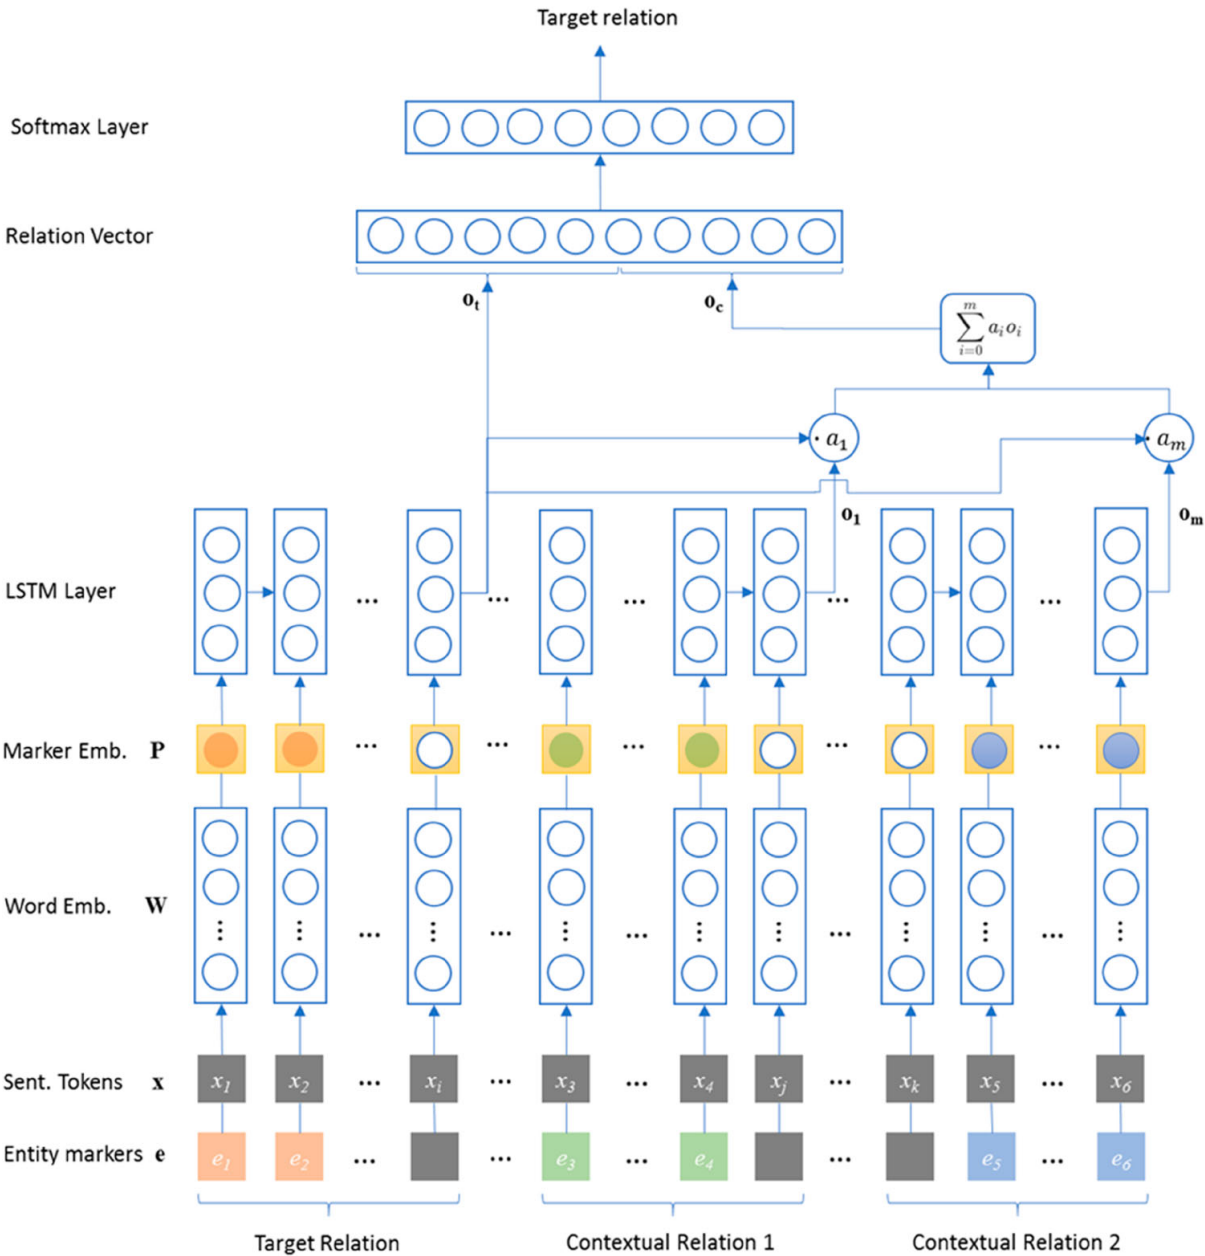 Target relation
Softmax Layer
Relation Vector
o_t
o_c
\sum_{i=0}^{m} a_i o_i
· a_1
· a_m
o_1
o_m
LSTM Layer
... ... ... ... ...
Marker Emb. P
... ... ... ... ...
Word Emb. W
... ... ... ... ...
Sent. Tokens x x_1 x_2 ... x_i ... x_3 ... x_4 x_j ... x_k x_5 ... x_6
Entity markers e e_1 e_2 ... ... e_3 ... e_4 ... e_5 ... e_6
Target Relation Contextual Relation 1 Contextual Relation 2